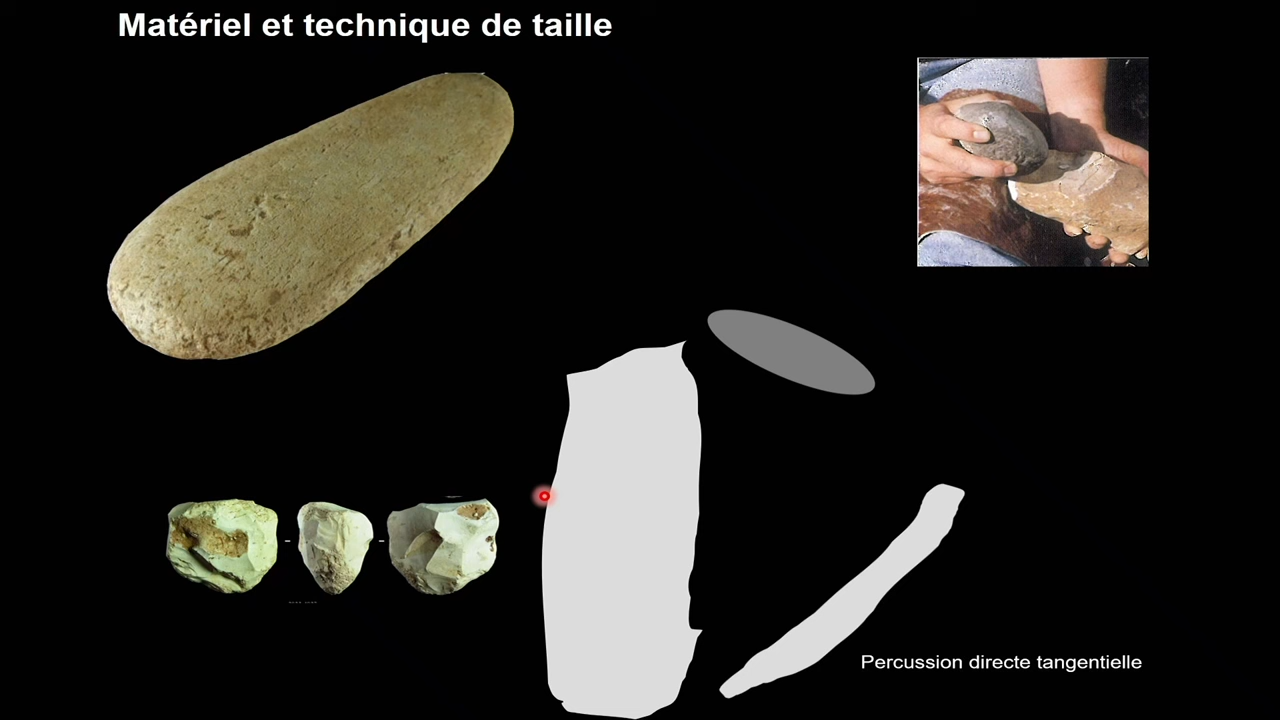 Matériel et technique de taille
Percussion directe tangentielle